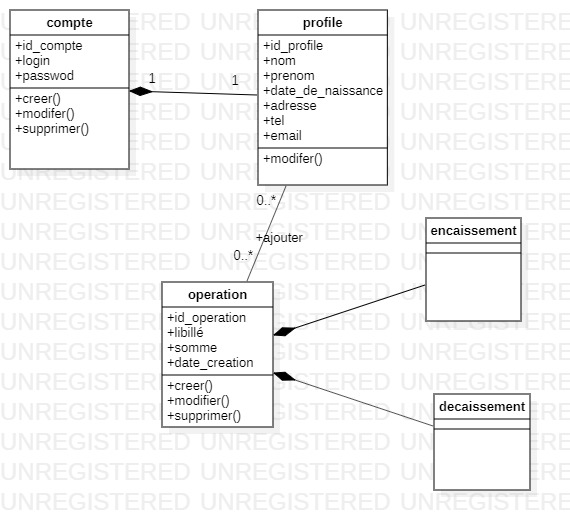 compte
+id_compte
+login
+passwod
+creer()
+modifer()
+supprimer()
1
1
profile
+id_profile
+nom
+prenom
+date_de_naissance
+adresse
+tel
+email
+modifer()
0..*
+ajouter
0..*
operation
+id_operation
+libillé
+somme
+date_creation
+creer()
+modifier()
+supprimer()
encaissement
decaissement
UNREGISTERED UNREGISTERED UNREGISTERED